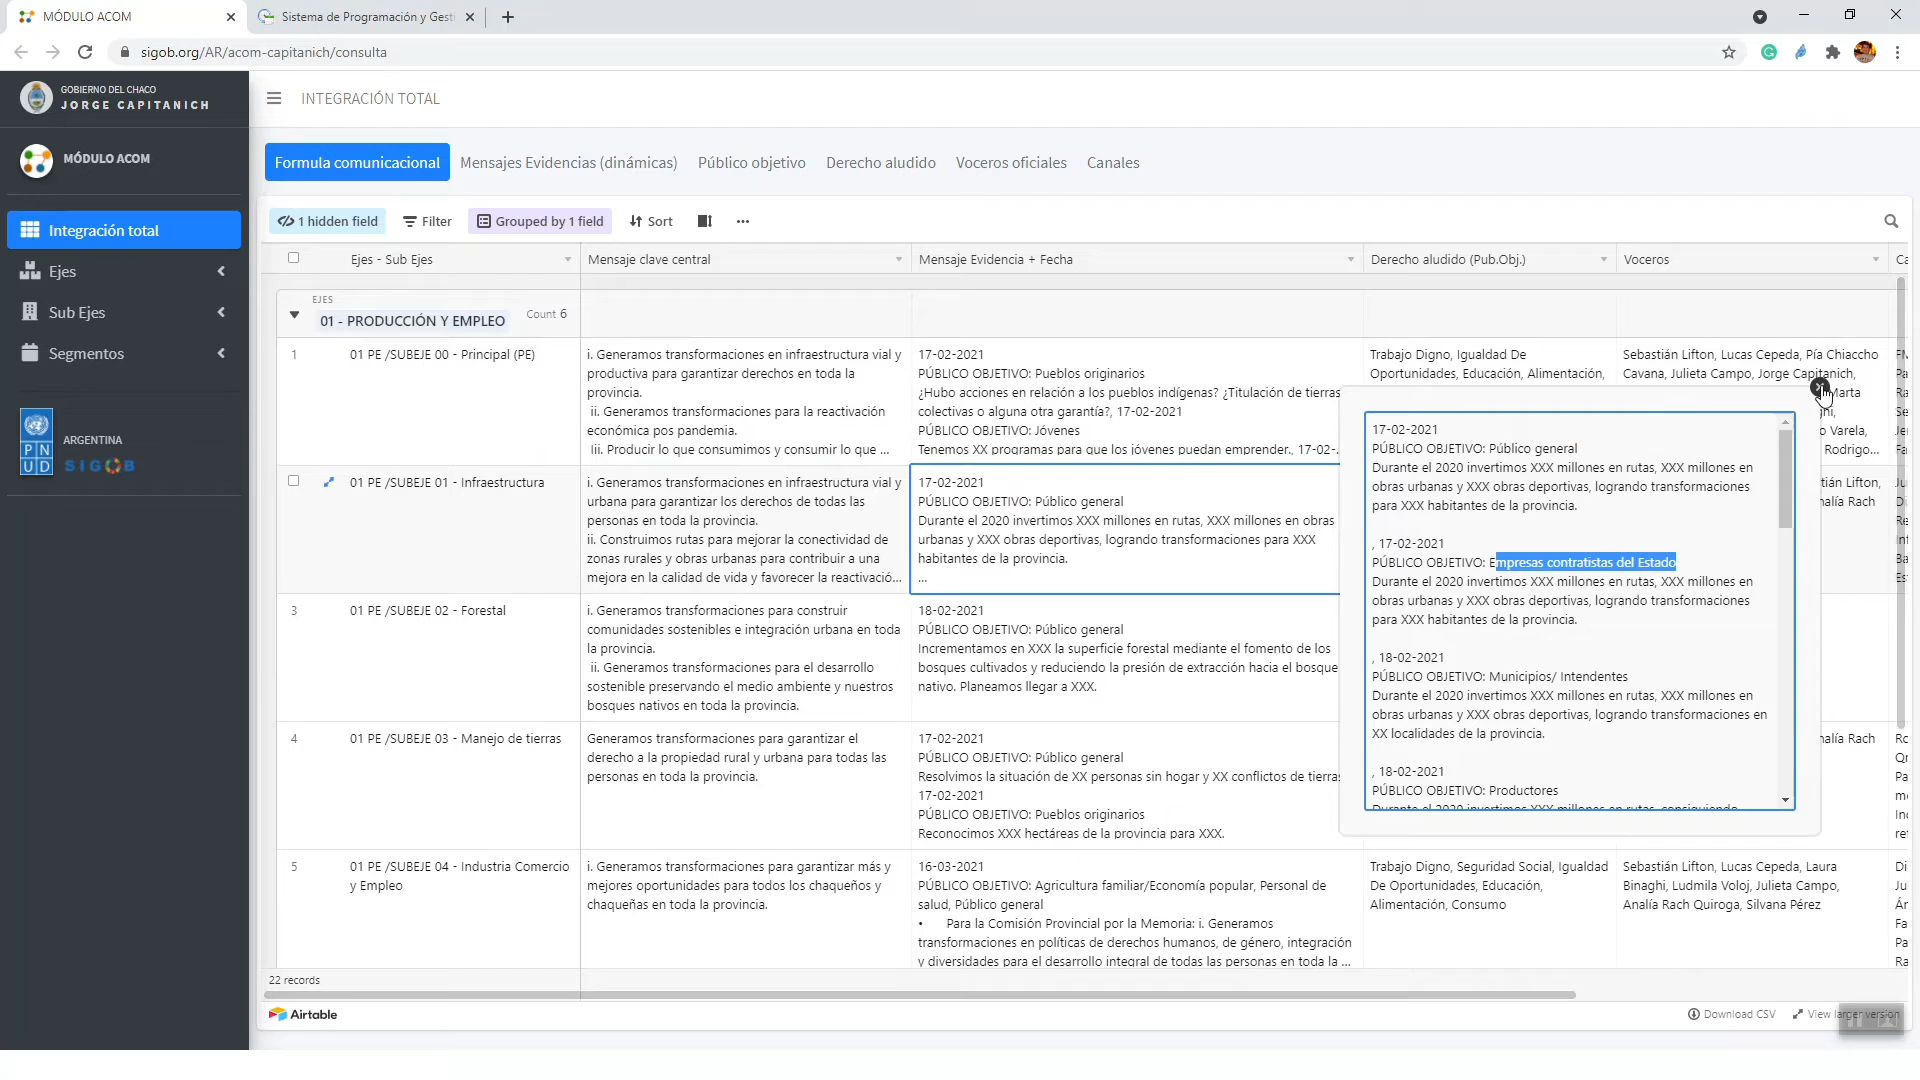 MÓDULO ACOM
Sistema de Programación y Gesti
sigob.org/AR/acom-capitanich/consulta
GOBIERNO DEL CHACO
JORGE CAPITANICH
INTEGRACIÓN TOTAL
MÓDULO ACOM
Formula comunicacional
Mensajes Evidencias (dinámicas)
Público objetivo
Derecho aludido
Voceros oficiales
Canales
Integración total
Ejes
Sub Ejes
Segmentos
PNUD
ARGENTINA
SIGOB
1 hidden field
Filter
Grouped by 1 field
Sort
Ejes - Sub Ejes
Mensaje clave central
Mensaje Evidencia + Fecha
Derecho aludido (Pub.Obj.)
Voceros
Ca
EJES
01 - PRODUCCIÓN Y EMPLEO
Count 6
1
01 PE /SUBEJE 00 - Principal (PE)
i. Generamos transformaciones en infraestructura vial y
productiva para garantizar derechos en toda la
provincia.
ii. Generamos transformaciones para la reactivación
económica pos pandemia.
Iii. Producir lo que consumimos y consumir lo que ...
17-02-2021
PÚBLICO OBJETIVO: Pueblos originarios
¿Hubo acciones en relación a los pueblos indígenas? ¿Titulación de tierras
colectivas o alguna otra garantía?, 17-02-2021
PÚBLICO OBJETIVO: Jóvenes
Tenemos XX programas para que los jóvenes puedan emprender., 17-02-
Trabajo Digno, Igualdad De
Oportunidades, Educación, Alimentación,
Sebastián Lifton, Lucas Cepeda, Pía Chiaccho
Cavana, Julieta Campo, Jorge Capitanich,
Marta
o Varela,
Rodrigo...
01 PE /SUBEJE 01 - Infraestructura
i. Generamos transformaciones en infraestructura vial y
urbana para garantizar los derechos de todas las
personas en toda la provincia.
ii. Construimos rutas para mejorar la conectividad de
zonas rurales y obras urbanas para contribuir a una
mejora en la calidad de vida y favorecer la reactivació...
17-02-2021
PÚBLICO OBJETIVO: Público general
Durante el 2020 invertimos XXX millones en rutas, XXX millones en obras
urbanas y XXX obras deportivas, logrando transformaciones para XXX
habitantes de la provincia.
...
tián Lifton,
nalía Rach
3
01 PE /SUBEJE 02 - Forestal
i. Generamos transformaciones para construir
comunidades sostenibles e integración urbana en toda
la provincia.
ii. Generamos transformaciones para el desarrollo
sostenible preservando el medio ambiente y nuestros
bosques nativos en toda la provincia.
18-02-2021
PÚBLICO OBJETIVO: Público general
Incrementamos en XXX la superficie forestal mediante el fomento de los
bosques cultivados y reduciendo la presión de extracción hacia el bosque
nativo. Planeamos llegar a XXX.
4
01 PE /SUBEJE 03 - Manejo de tierras
Generamos transformaciones para garantizar el
derecho a la propiedad rural y urbana para todas las
personas en toda la provincia.
17-02-2021
PÚBLICO OBJETIVO: Público general
Resolvimos la situación de XX personas sin hogar y XX conflictos de tierras
17-02-2021
PÚBLICO OBJETIVO: Pueblos originarios
Reconocimos XXX hectáreas de la provincia para XXX.
nalía Rach
5
01 PE /SUBEJE 04 - Industria Comercio
y Empleo
i. Generamos transformaciones para garantizar más y
mejores oportunidades para todos los chaqueños y
chaqueñas en toda la provincia.
16-03-2021
PÚBLICO OBJETIVO: Agricultura familiar/Economía popular, Personal de
salud, Público general
• Para la Comisión Provincial por la Memoria: i. Generamos
transformaciones en políticas de derechos humanos, de género, integración
y diversidades para el desarrollo integral de todas las personas en toda la ...
Trabajo Digno, Seguridad Social, Igualdad
De Oportunidades, Educación,
Alimentación, Consumo
Sebastián Lifton, Lucas Cepeda, Laura
Binaghi, Ludmila Voloj, Julieta Campo,
Analía Rach Quiroga, Silvana Pérez
17-02-2021
PÚBLICO OBJETIVO: Público general
Durante el 2020 invertimos XXX millones en rutas, XXX millones en
obras urbanas y XXX obras deportivas, logrando transformaciones
para XXX habitantes de la provincia.
, 17-02-2021
PÚBLICO OBJETIVO: Empresas contratistas del Estado
Durante el 2020 invertimos XXX millones en rutas, XXX millones en
obras urbanas y XXX obras deportivas, logrando transformaciones
para XXX habitantes de la provincia.
, 18-02-2021
PÚBLICO OBJETIVO: Municipios/ Intendentes
Durante el 2020 invertimos XXX millones en rutas, XXX millones en
obras urbanas y XXX obras deportivas, logrando transformaciones en
XX localidades de la provincia.
, 18-02-2021
PÚBLICO OBJETIVO: Productores
Durante el 2020 invertimos XXX millones en rutas, consiguiendo
22 records
Airtable
Download CSV
View larger version